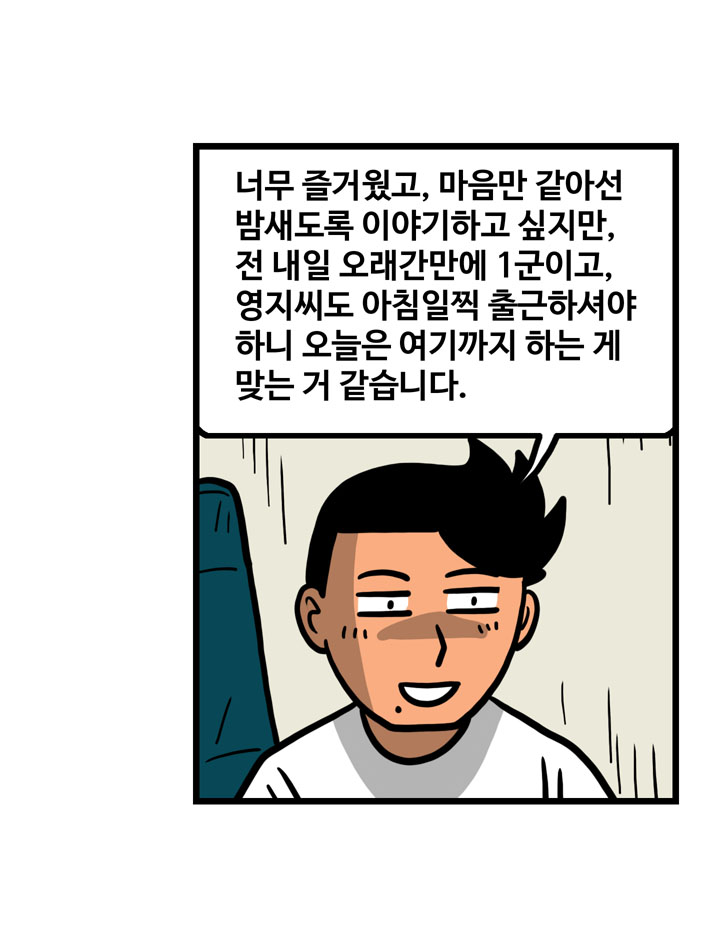 너무 즐거웠고, 마음만 같아선
밤새도록 이야기하고 싶지만,
전 내일 오래간만에 1군이고,
영지씨도 아침일찍 출근하셔야
하니 오늘은 여기까지 하는 게
맞는 거 같습니다.